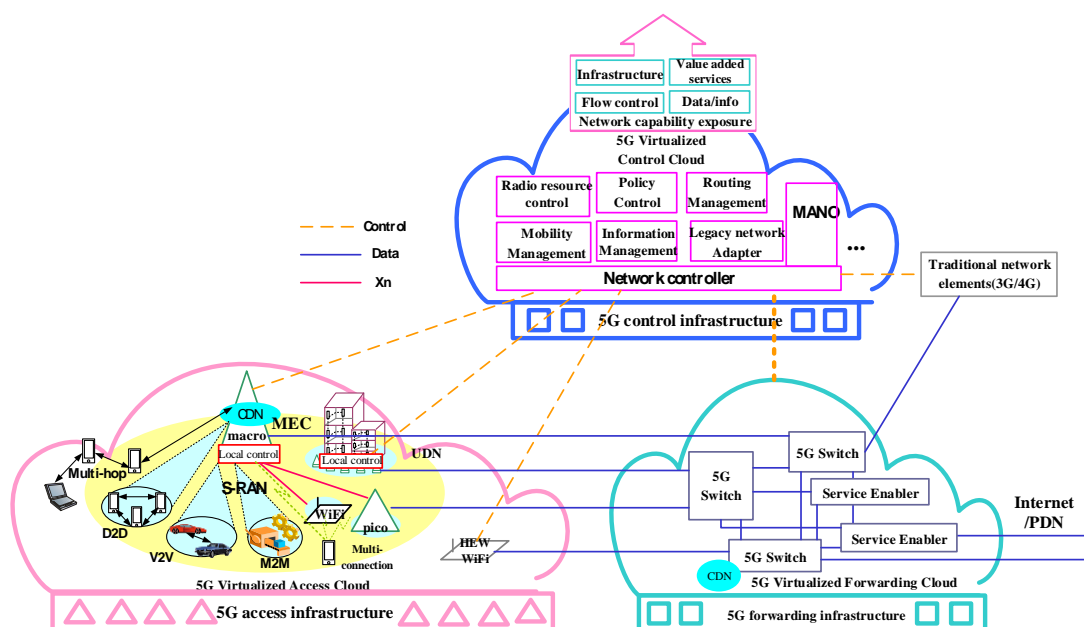 Infrastructure
Value added
services
Flow control
Data/info
Network capability exposure
5G Virtualized
Control Cloud
Radio resource
control
Policy
Control
Routing
Management
MANO
Mobility
Management
Information
Management
Legacy network
Adapter
...
Network controller
5G control infrastructure
Control
Data
Xn
Traditional network
elements(3G/4G)
CDN
MEC
macro
Local control
UDN
Local control
Multi-hop
S-RAN
D2D
V2V
M2M
WiFi
pico
Multi-
connection
HEW
WiFi
5G Virtualized Access Cloud
5G access infrastructure
5G Switch
5G
Switch
Service Enabler
Service Enabler
5G Switch
CDN
Internet
/PDN
5G Virtualized Forwarding Cloud
5G forwarding infrastructure